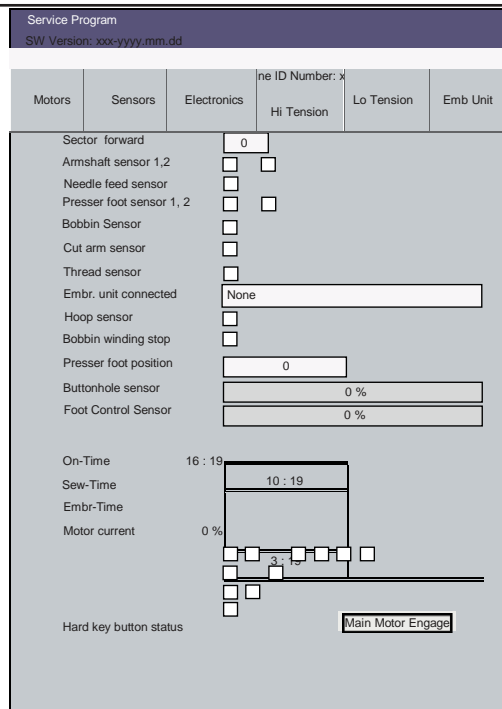 Service Program
SW Version: xxx-yyyy.mm.dd
ne ID Number: x
Motors Sensors Electronics Hi Tension Lo Tension Emb Unit
Sector forward 0
Armshaft sensor 1,2
Needle feed sensor
Presser foot sensor 1, 2
Bobbin Sensor
Cut arm sensor
Thread sensor
Embr. unit connected None
Hoop sensor
Bobbin winding stop
Presser foot position 0
Buttonhole sensor 0 %
Foot Control Sensor 0 %
On-Time 16 : 19
Sew-Time 10 : 19
Embr-Time
Motor current 0 %
3 : 19
Hard key button status Main Motor Engage